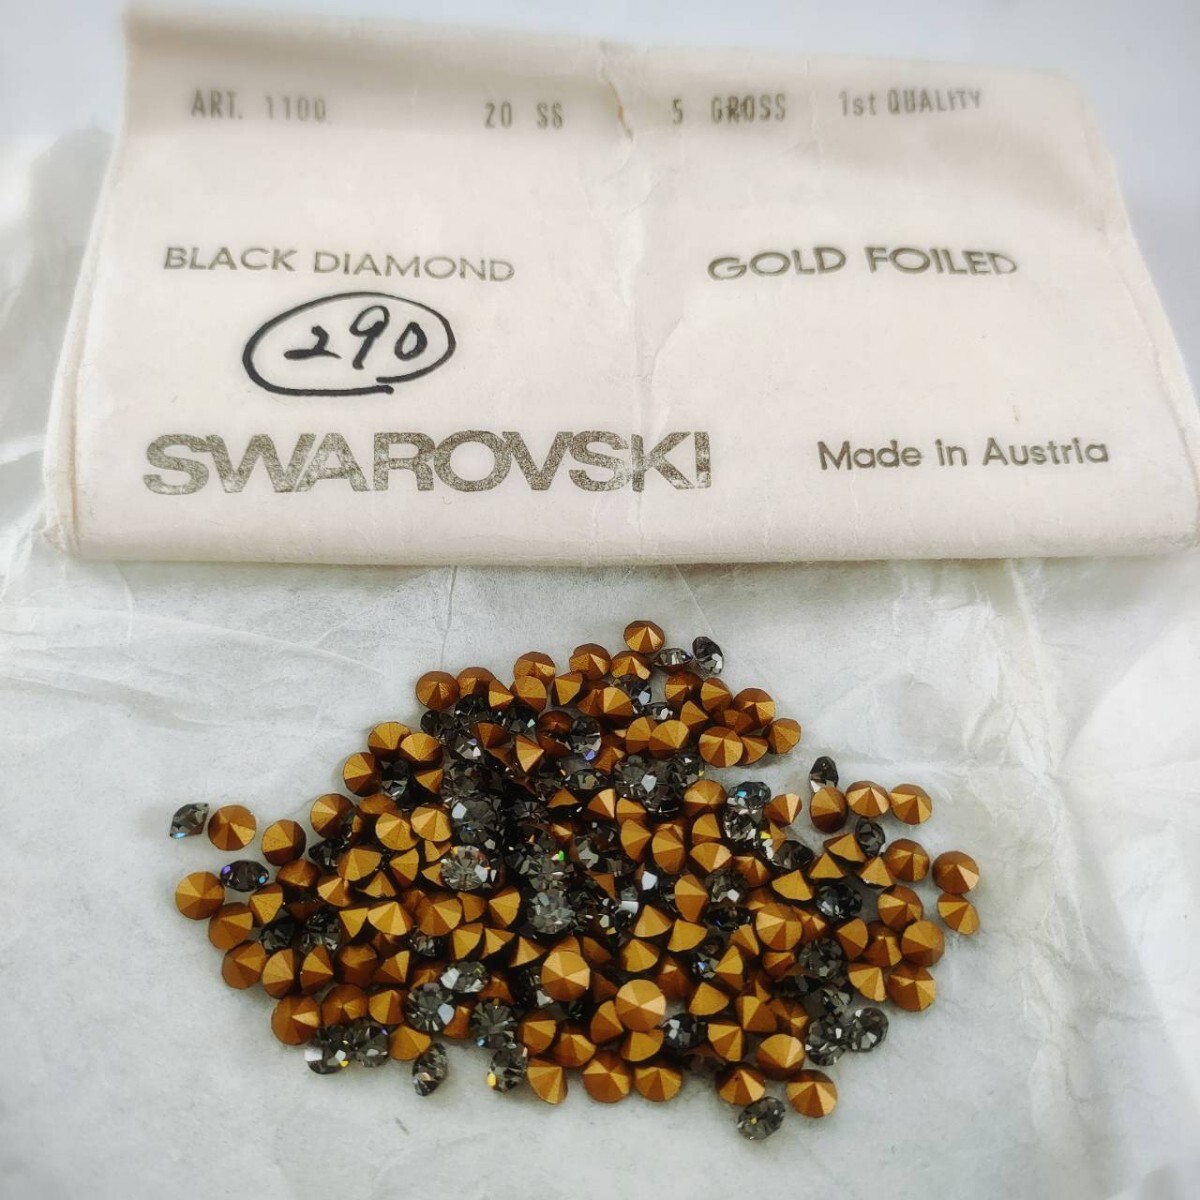 ART. 1100 20 SS 5 GROSS 1st QUALITY
BLACK DIAMOND GOLD FOILED
290
SWAROVSKI Made in Austria